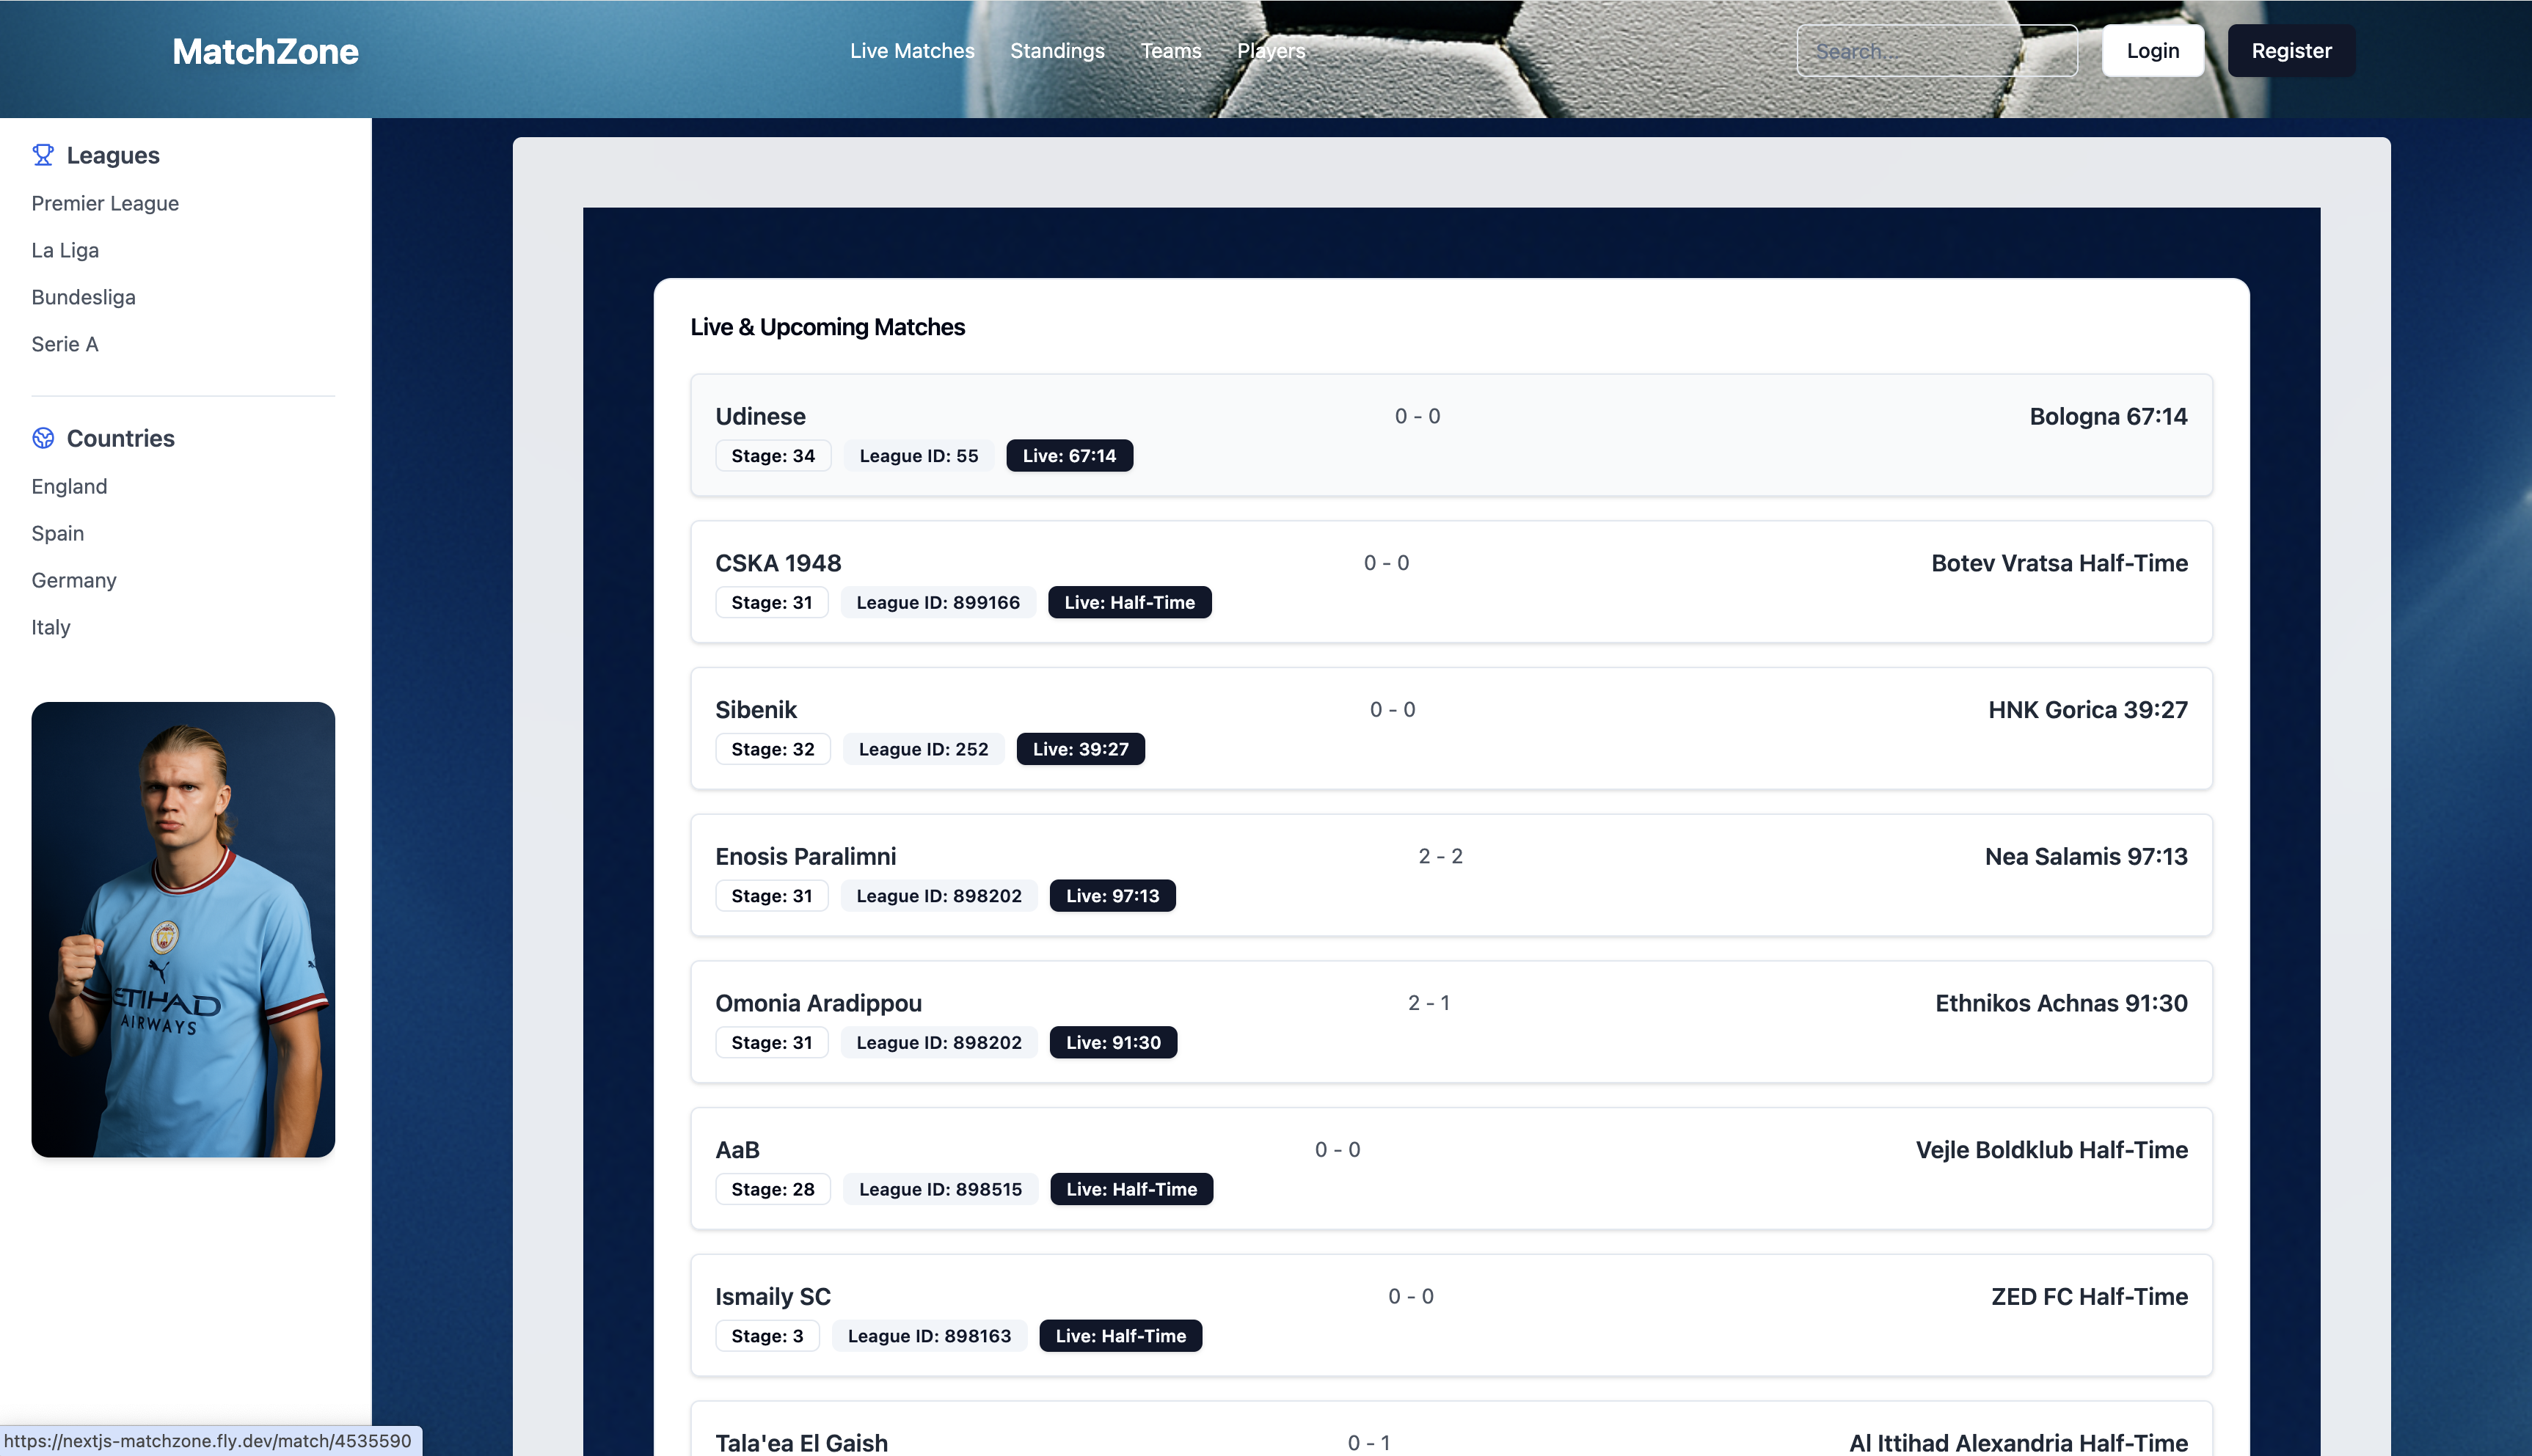 MatchZone
Live Matches
Standings
Teams
Players
Search...
Login
Register
Leagues
Premier League
La Liga
Bundesliga
Serie A
Countries
England
Spain
Germany
Italy
ETIHAD
AIRWAYS
Live & Upcoming Matches
Udinese 0 - 0 Bologna 67:14
Stage: 34 League ID: 55 Live: 67:14
CSKA 1948 0 - 0 Botev Vratsa Half-Time
Stage: 31 League ID: 899166 Live: Half-Time
Sibenik 0 - 0 HNK Gorica 39:27
Stage: 32 League ID: 252 Live: 39:27
Enosis Paralimni 2 - 2 Nea Salamis 97:13
Stage: 31 League ID: 898202 Live: 97:13
Omonia Aradippou 2 - 1 Ethnikos Achnas 91:30
Stage: 31 League ID: 898202 Live: 91:30
AaB 0 - 0 Vejle Boldklub Half-Time
Stage: 28 League ID: 898515 Live: Half-Time
Ismaily SC 0 - 0 ZED FC Half-Time
Stage: 3 League ID: 898163 Live: Half-Time
Tala'ea El Gaish 0 - 1 Al Ittihad Alexandria Half-Time
https://nextjs-matchzone.fly.dev/match/4535590